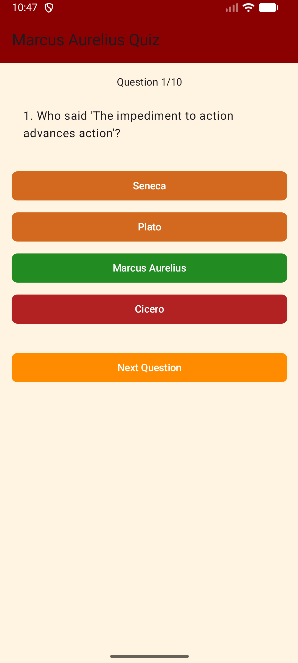 10:47
Marcus Aurelius Quiz
Question 1/10
1. Who said 'The impediment to action
advances action'?
Seneca
Plato
Marcus Aurelius
Cicero
Next Question